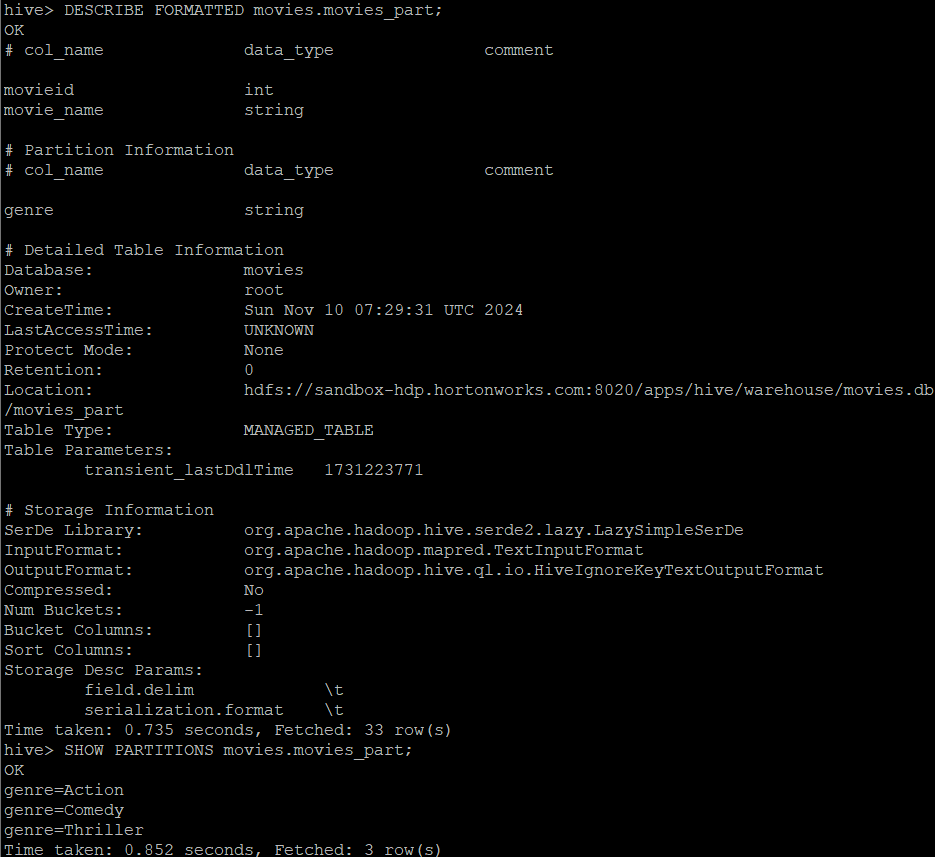 hive> DESCRIBE FORMATTED movies.movies_part;
OK
# col_name                data_type               comment
movieid                 int
movie_name              string
# Partition Information
# col_name                data_type               comment
genre                   string
# Detailed Table Information
Database:               movies
Owner:                  root
CreateTime:             Sun Nov 10 07:29:31 UTC 2024
LastAccessTime:         UNKNOWN
Protect Mode:           None
Retention:              0
Location:               hdfs://sandbox-hdp.hortonworks.com:8020/apps/hive/warehouse/movies.db
/movies_part
Table Type:             MANAGED_TABLE
Table Parameters:
        transient_lastDdlTime   1731223771
# Storage Information
SerDe Library:          org.apache.hadoop.hive.serde2.lazy.LazySimpleSerDe
InputFormat:            org.apache.hadoop.mapred.TextInputFormat
OutputFormat:           org.apache.hadoop.hive.ql.io.HiveIgnoreKeyTextOutputFormat
Compressed:             No
Num Buckets:            -1
Bucket Columns:         []
Sort Columns:           []
Storage Desc Params:
        field.delim             \t
        serialization.format    \t
Time taken: 0.735 seconds, Fetched: 33 row(s)
hive> SHOW PARTITIONS movies.movies_part;
OK
genre=Action
genre=Comedy
genre=Thriller
Time taken: 0.852 seconds, Fetched: 3 row(s)